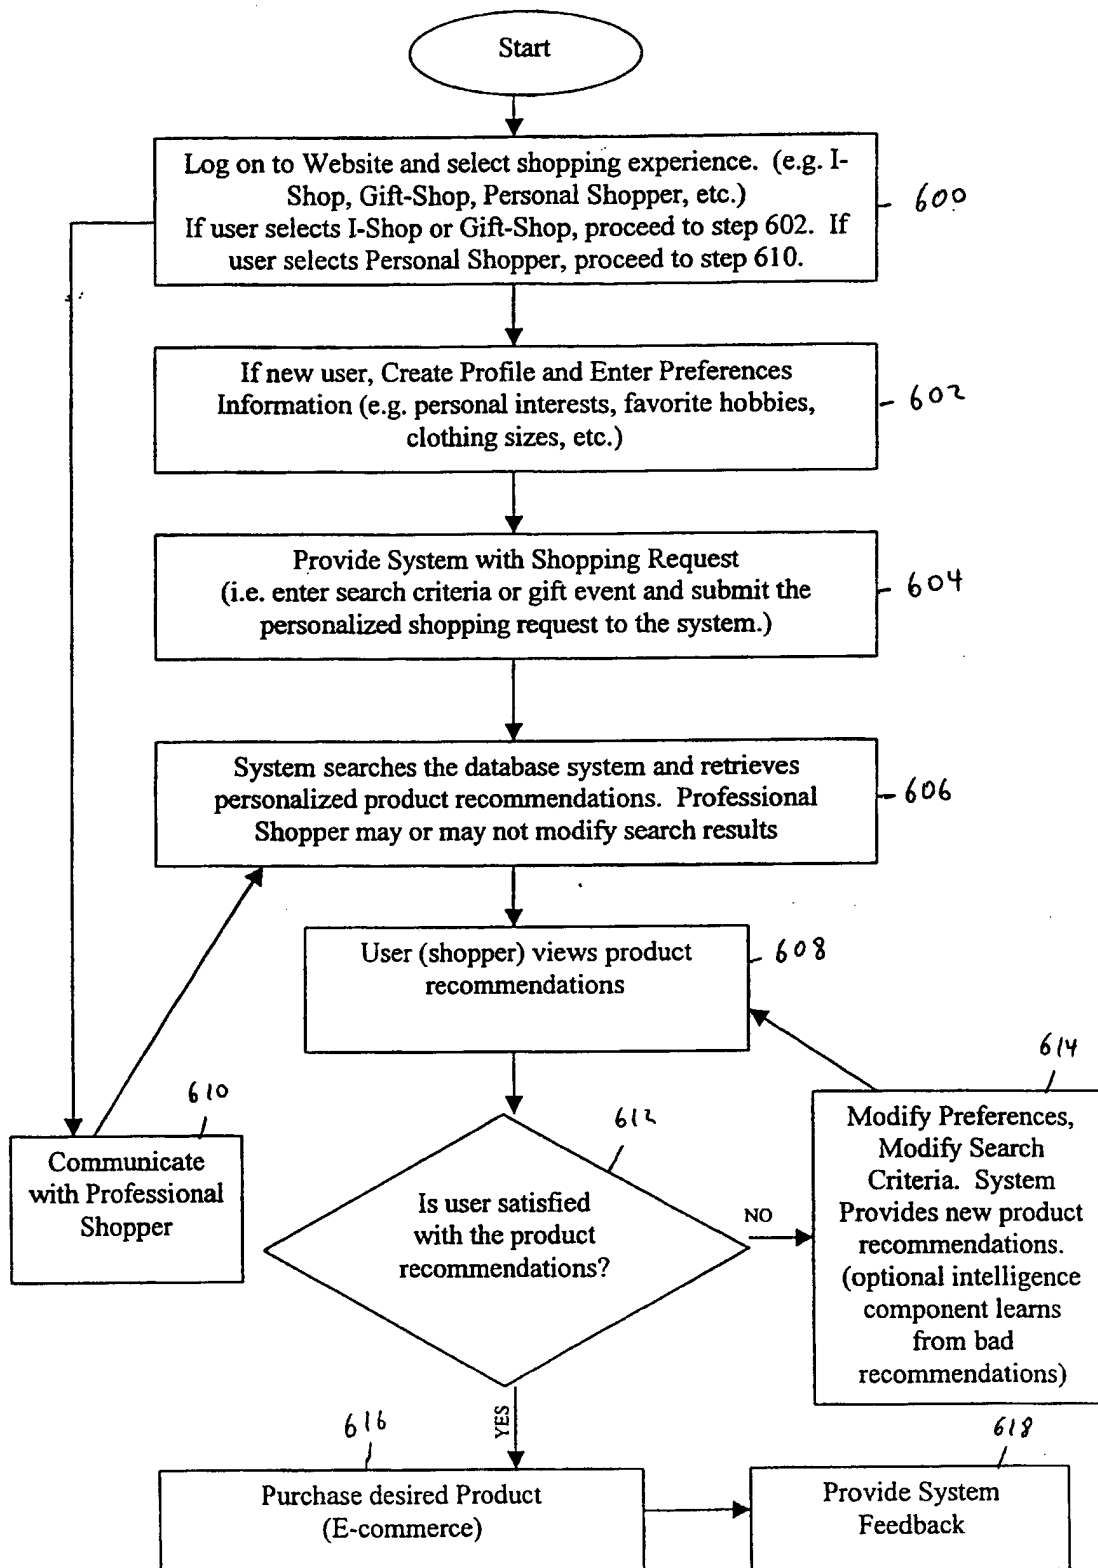 Start
Log on to Website and select shopping experience. (e.g. I-
Shop, Gift-Shop, Personal Shopper, etc.)
If user selects I-Shop or Gift-Shop, proceed to step 602. If
user selects Personal Shopper, proceed to step 610.
600
If new user, Create Profile and Enter Preferences
Information (e.g. personal interests, favorite hobbies,
clothing sizes, etc.)
602
Provide System with Shopping Request
(i.e. enter search criteria or gift event and submit the
personalized shopping request to the system.)
604
System searches the database system and retrieves
personalized product recommendations. Professional
Shopper may or may not modify search results
606
User (shopper) views product
recommendations
608
610
Communicate
with Professional
Shopper
612
Is user satisfied
with the product
recommendations?
NO
614
Modify Preferences,
Modify Search
Criteria. System
Provides new product
recommendations.
(optional intelligence
component learns
from bad
recommendations)
YES
616
Purchase desired Product
(E-commerce)
618
Provide System
Feedback